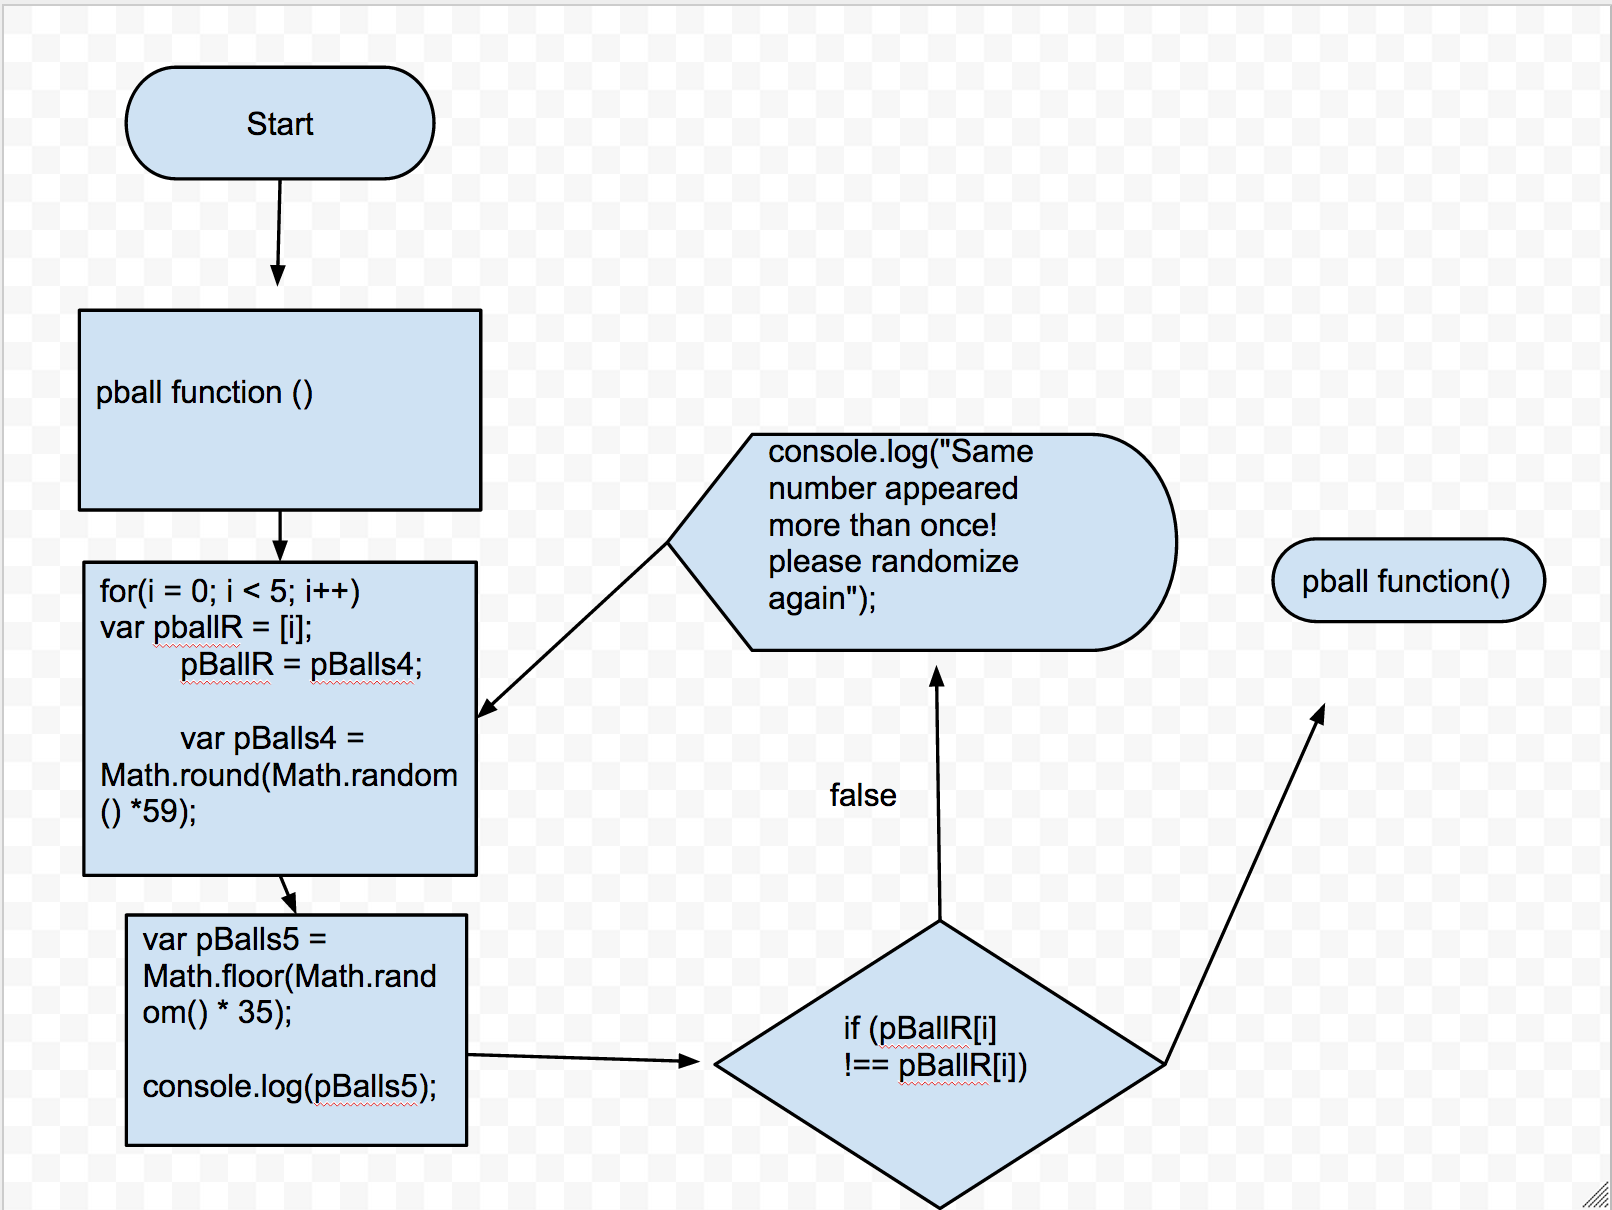 Start
pball function ()
for(i = 0; i < 5; i++)
var pballR = [i];
pBallR = pBalls4;
var pBalls4 =
Math.round(Math.random
() *59);
var pBalls5 =
Math.floor(Math.rand
om() * 35);
console.log(pBalls5);
if (pBallR[i]
!== pBallR[i])
false
console.log("Same
number appeared
more than once!
please randomize
again");
pball function()